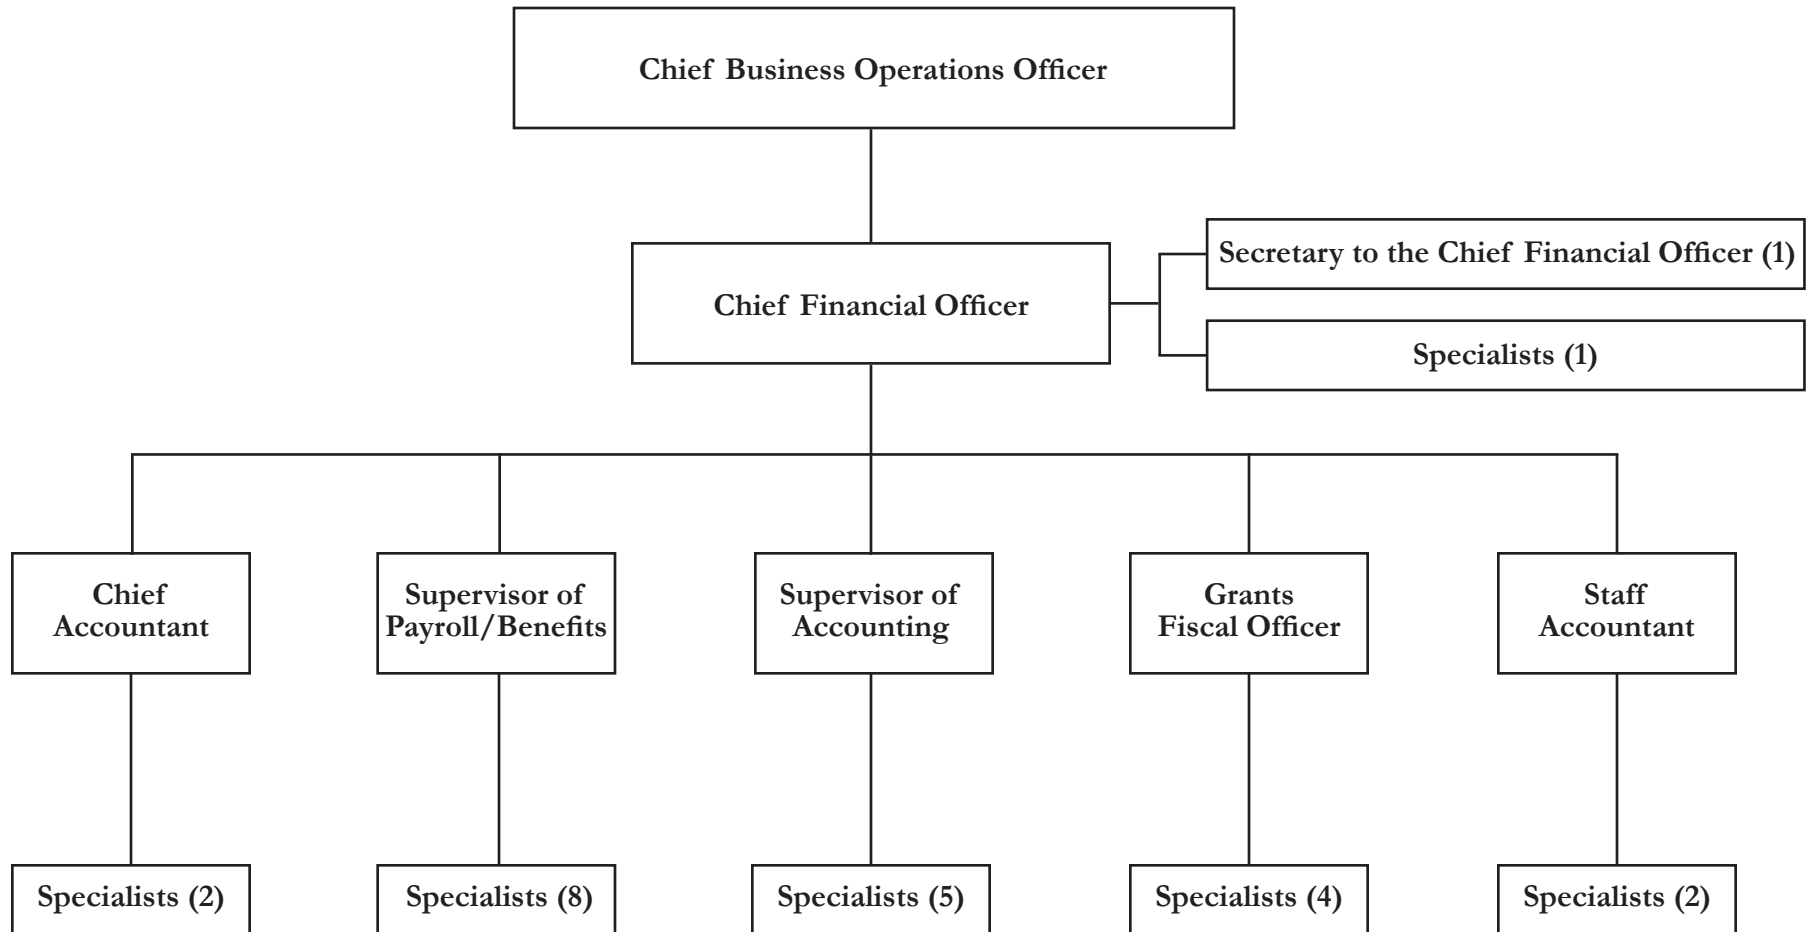 Chief Business Operations Officer
Secretary to the Chief Financial Officer (1)
Chief Financial Officer
Specialists (1)
Chief
Accountant
Supervisor of
Payroll/Benefits
Supervisor of
Accounting
Grants
Fiscal Officer
Staff
Accountant
Specialists (2)
Specialists (8)
Specialists (5)
Specialists (4)
Specialists (2)